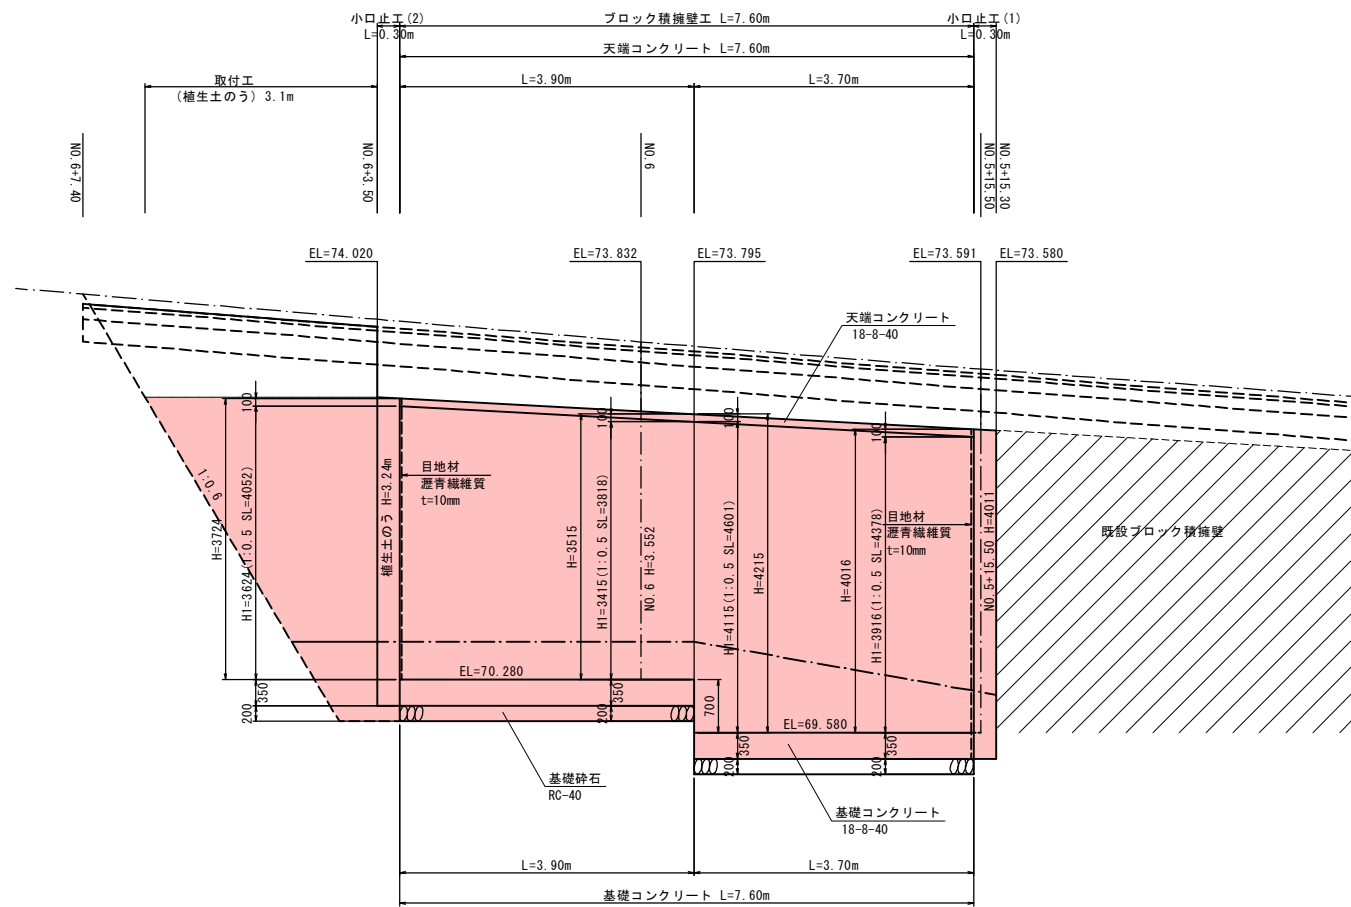 小口止工(2)
L=0.30m
ブロック積擁壁工 L=7.60m
小口止工(1)
L=0.30m
天端コンクリート L=7.60m
取付工
(植生土のう) 3.1m
L=3.90m
L=3.70m
NO.6+7.40
NO.6+3.50
NO.6
NO.5+15.50
NO.5+15.30
EL=74.020
EL=73.832
EL=73.795
EL=73.591
EL=73.580
天端コンクリート
18-8-40
100
100
100
100
1:0.6
H=3724
H1=3624(1:0.5 SL=4052)
植生土のう H=3.24m
目地材
瀝青繊維質
t=10mm
H=3515
H1=3415(1:0.5 SL=3818)
NO.6 H=3.552
H1=4115(1:0.5 SL=4601)
H=4215
H=4016
H1=3916(1:0.5 SL=4378)
目地材
瀝青繊維質
t=10mm
NO.5+15.50 H=4011
既設ブロック積擁壁
EL=70.280
350
200
350
200
700
EL=69.580
350
200
350
200
基礎砕石
RC-40
基礎コンクリート
18-8-40
L=3.90m
L=3.70m
基礎コンクリート L=7.60m